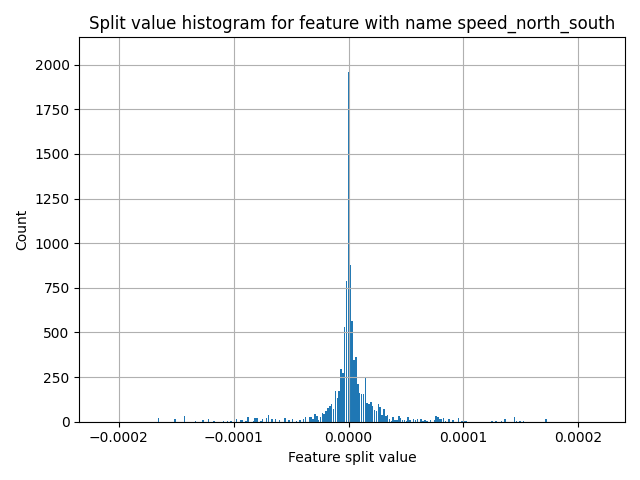 Split value histogram for feature with name speed_north_south
Count
2000
1750
1500
1250
1000
750
500
250
0
−0.0002 −0.0001 0.0000 0.0001 0.0002
Feature split value